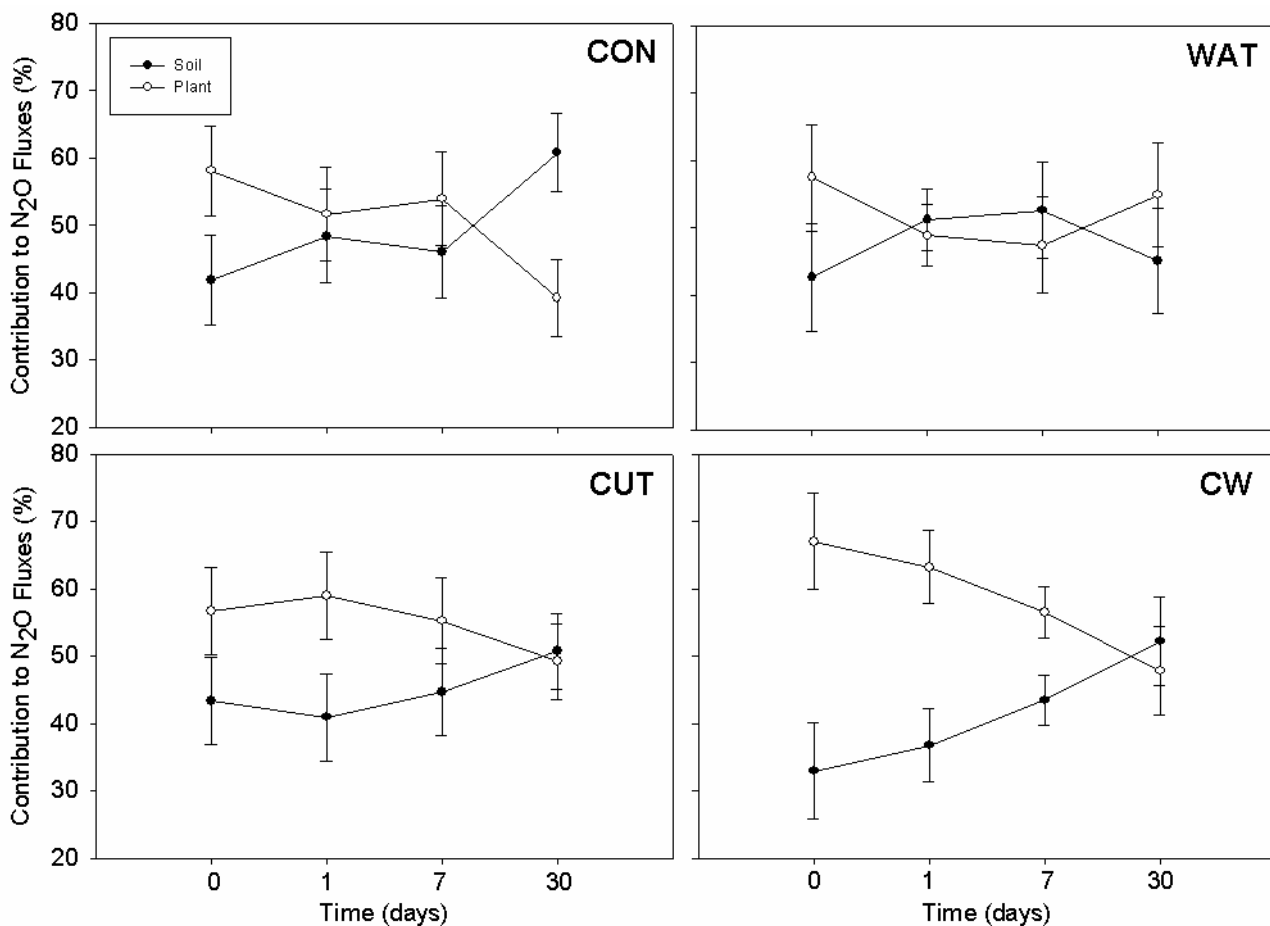 CON
Soil
Plant
Contribution to N2O Fluxes (%)
80
70
60
50
40
30
20
WAT
CUT
Contribution to N2O Fluxes (%)
80
70
60
50
40
30
20
0 1 7 30
Time (days)
CW
0 1 7 30
Time (days)